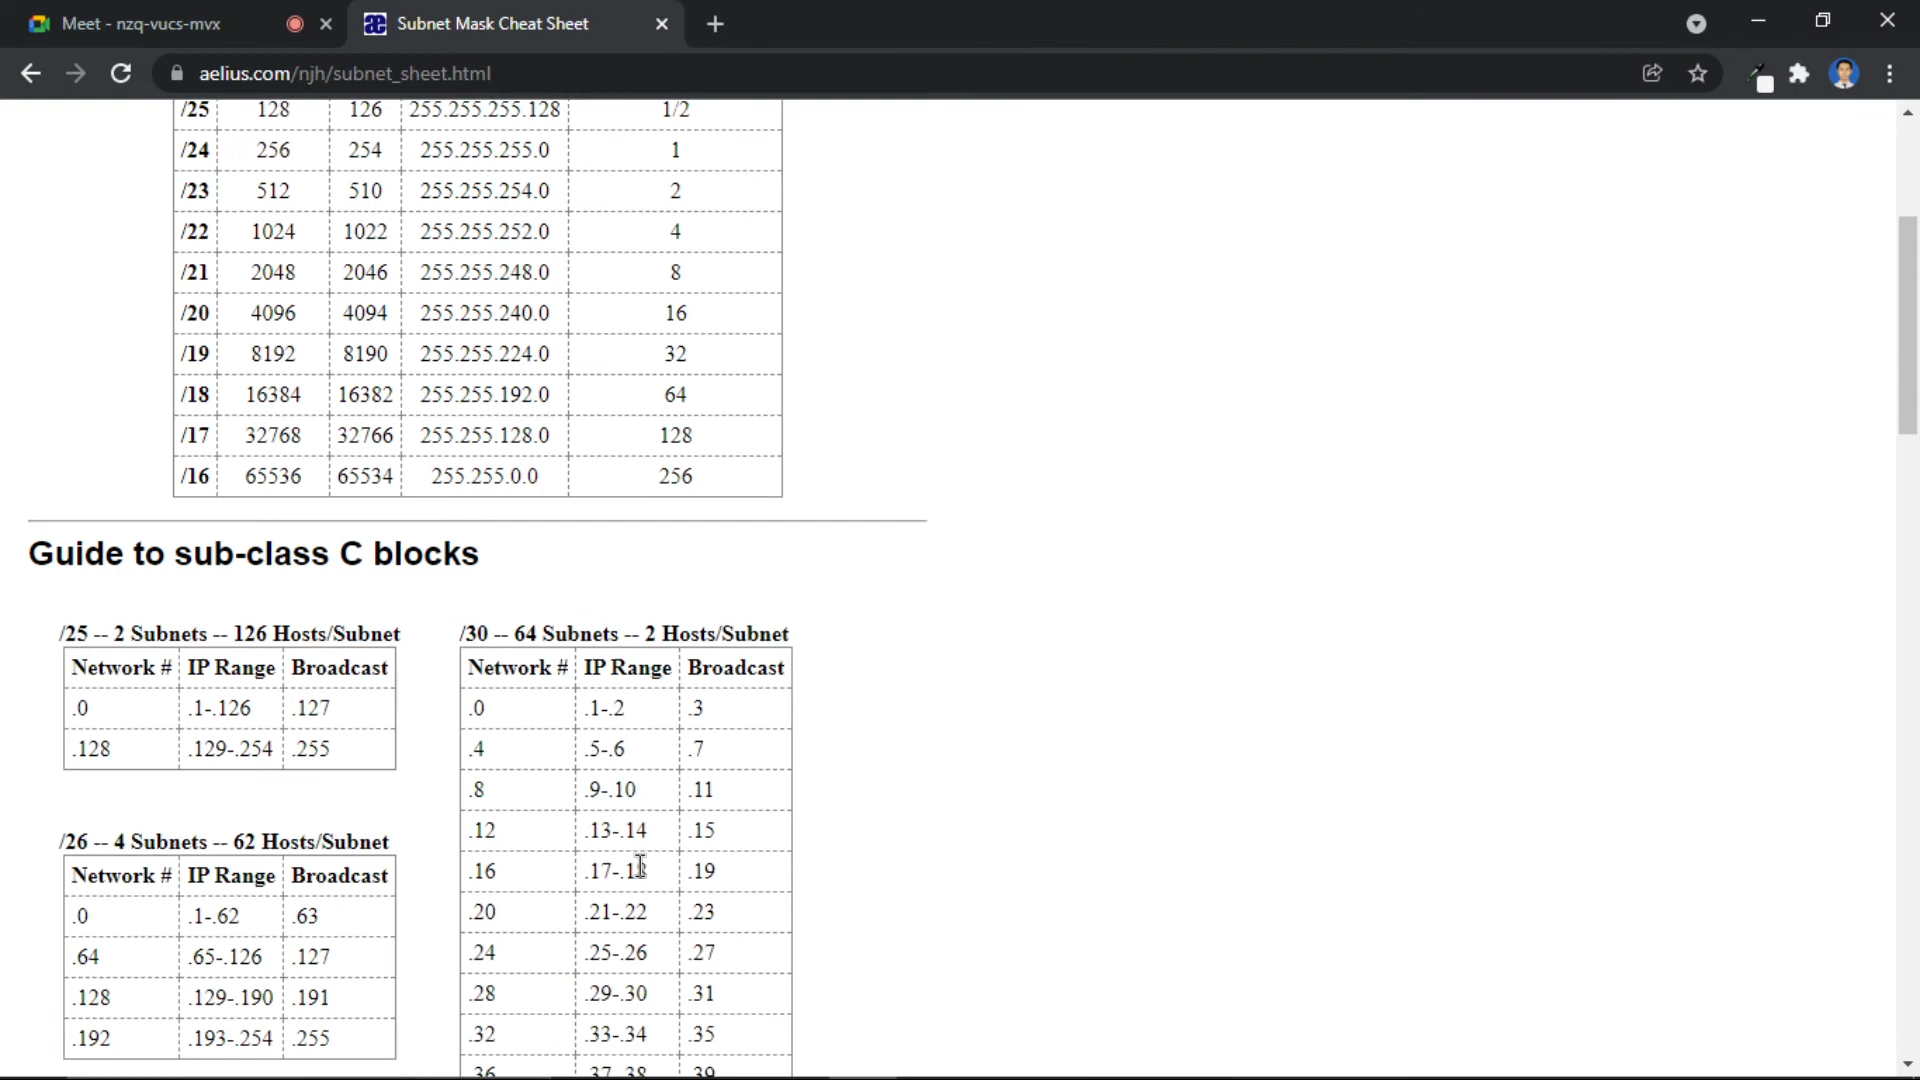 Meet - nzq-vucs-mvx
Subnet Mask Cheat Sheet
aelius.com/njh/subnet_sheet.html
/25 128 126 255.255.255.128 1/2
/24 256 254 255.255.255.0 1
/23 512 510 255.255.254.0 2
/22 1024 1022 255.255.252.0 4
/21 2048 2046 255.255.248.0 8
/20 4096 4094 255.255.240.0 16
/19 8192 8190 255.255.224.0 32
/18 16384 16382 255.255.192.0 64
/17 32768 32766 255.255.128.0 128
/16 65536 65534 255.255.0.0 256
Guide to sub-class C blocks
/25 -- 2 Subnets -- 126 Hosts/Subnet
Network # IP Range Broadcast
.0 .1-.126 .127
.128 .129-.254 .255
/26 -- 4 Subnets -- 62 Hosts/Subnet
Network # IP Range Broadcast
.0 .1-.62 .63
.64 .65-.126 .127
.128 .129-.190 .191
.192 .193-.254 .255
/30 -- 64 Subnets -- 2 Hosts/Subnet
Network # IP Range Broadcast
.0 .1-.2 .3
.4 .5-.6 .7
.8 .9-.10 .11
.12 .13-.14 .15
.16 .17-.18 .19
.20 .21-.22 .23
.24 .25-.26 .27
.28 .29-.30 .31
.32 .33-.34 .35
.36 .37-.38 .39